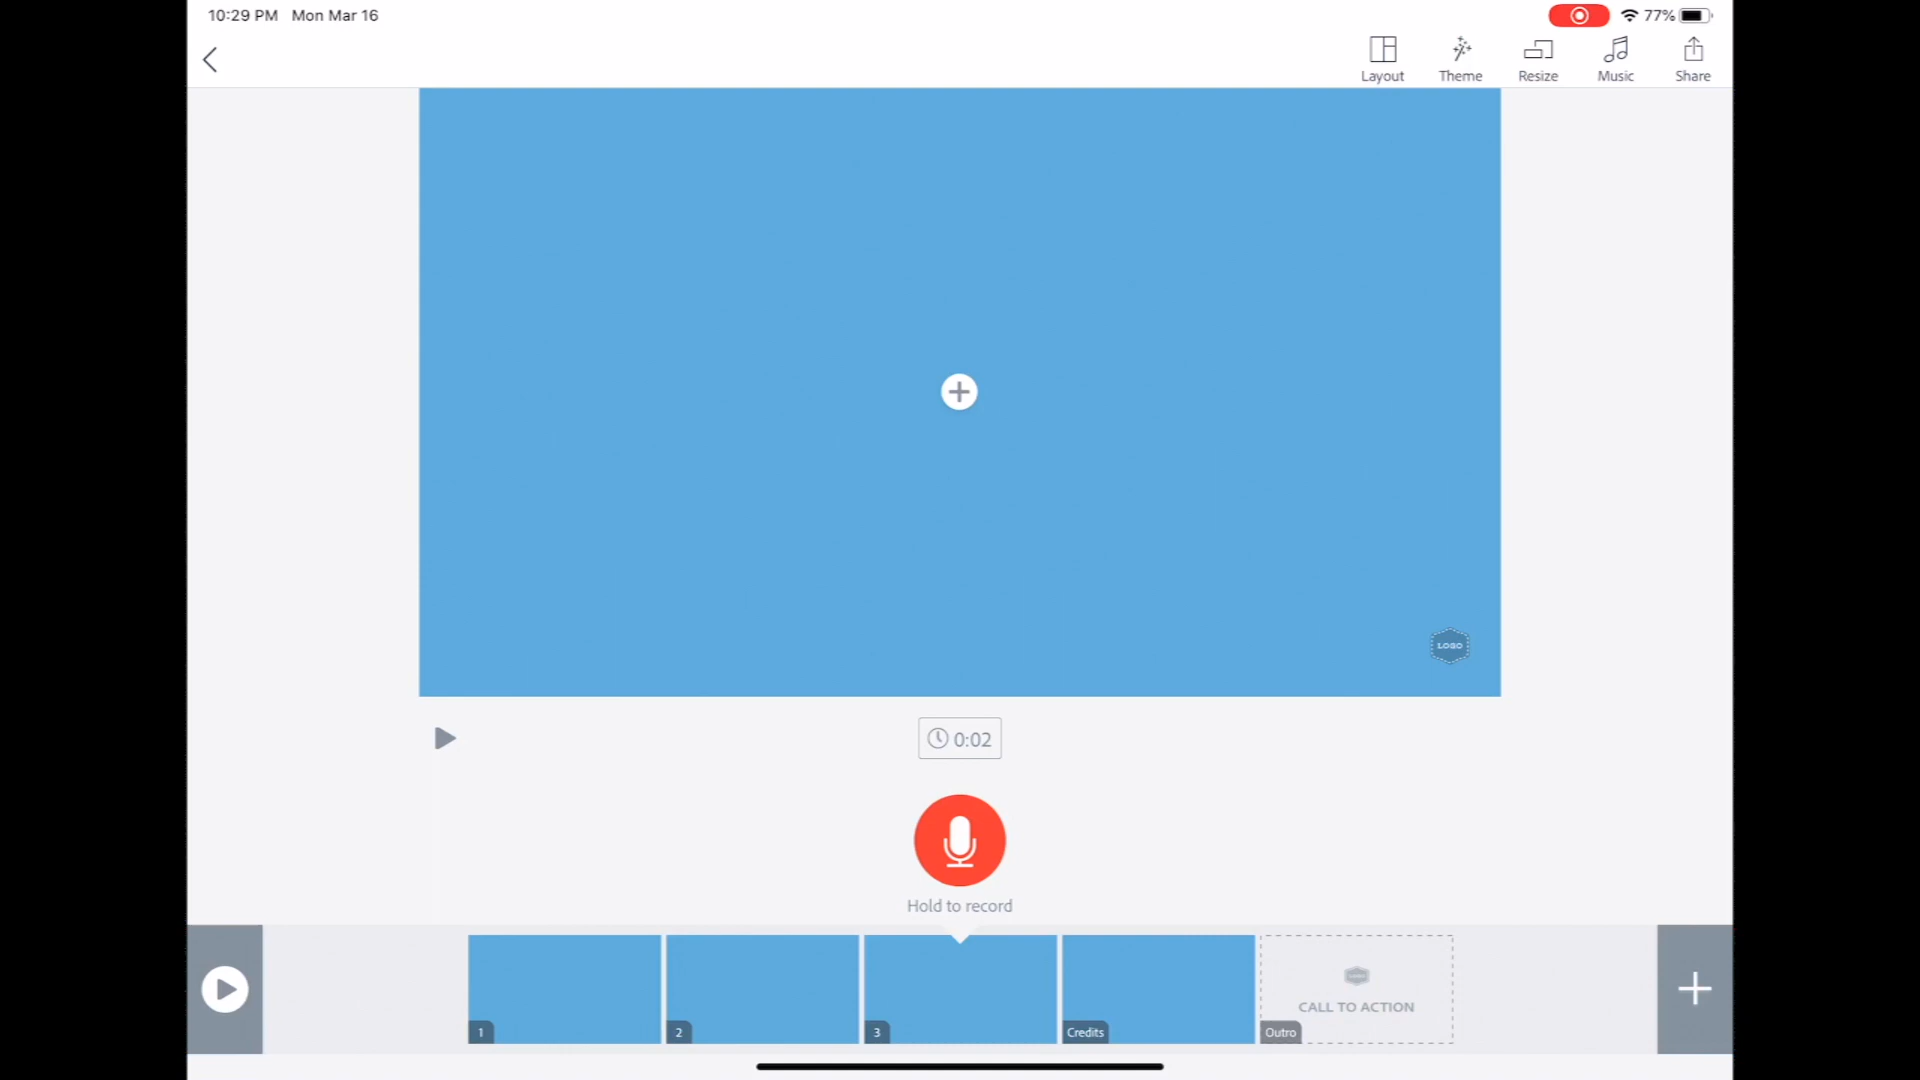 10:29 PM Mon Mar 16
77%
Layout
Theme
Resize
Music
Share
LOGO
0:02
Hold to record
1
2
3
Credits
CALL TO ACTION
Outro